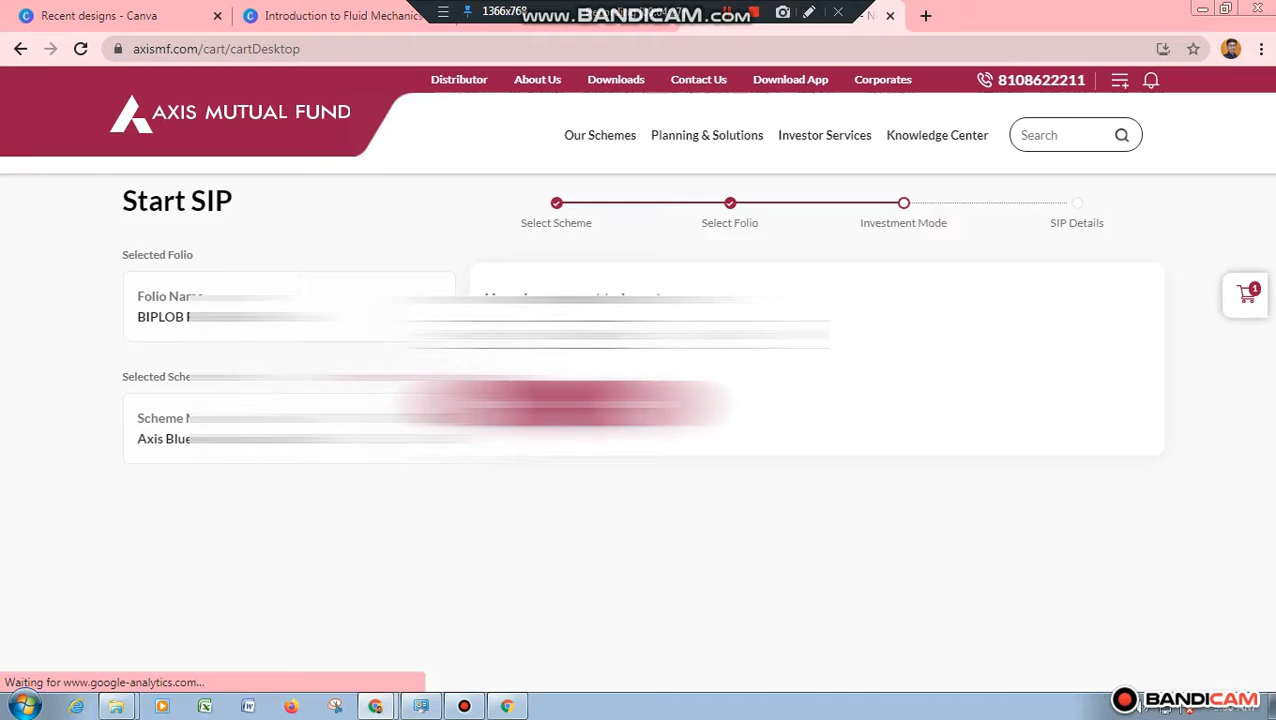 Recent designs - Canva
Introduction to Fluid Mechanics
1366x768
www.BANDICAM.com
axismf.com/cart/cartDesktop
Distributor About Us Downloads Contact Us Download App Corporates 8108622211
AXIS MUTUAL FUND
Our Schemes Planning & Solutions Investor Services Knowledge Center Search
Start SIP
Select Scheme Select Folio Investment Mode SIP Details
Selected Folio
1
Folio Name
BIPLOB
Selected
Scheme
Axis
Waiting for www.google-analytics.com...
BANDICAM